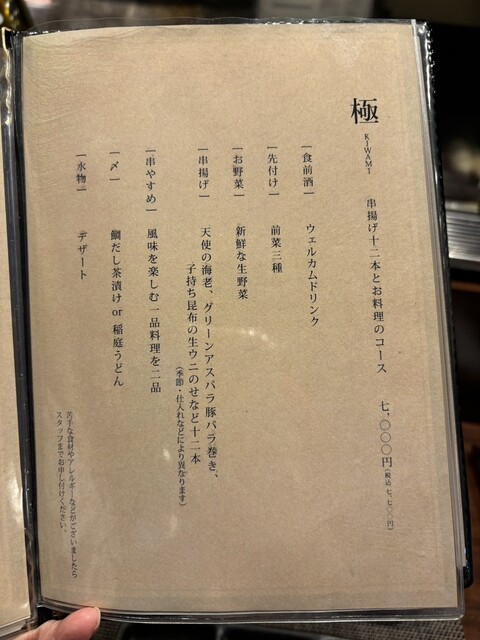 極
KIWAMI
串揚げ十二本とお料理のコース 七、〇〇〇円(税込 七、七〇〇円)
|食前酒| ウェルカムドリンク
|先付け| 前菜三種
|お野菜| 新鮮な生野菜
|串揚げ| 天使の海老、グリーンアスパラ豚バラ巻き、
子持ち昆布の生ウニのせなど十二本
(季節・仕入れなどにより異なります)
|串やすめ| 風味を楽しむ一品料理を二品
|〆| 鯛だし茶漬け or 稲庭うどん
|水物| デザート
苦手な食材やアレルギーなどがございましたら
スタッフまでお申し付けください。